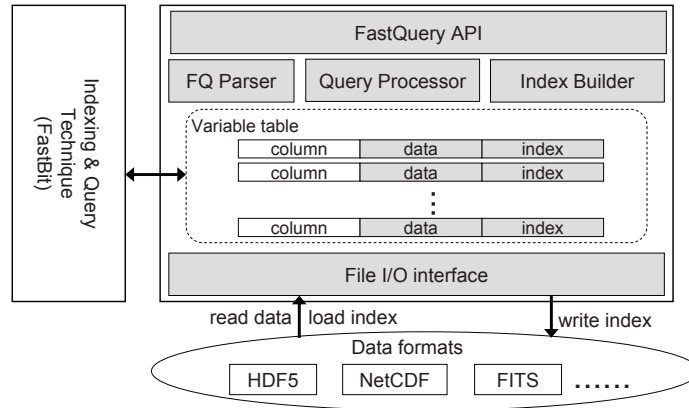 FastQuery API
FQ Parser
Query Processor
Index Builder
Indexing & Query
Technique
(FastBit)
Variable table
column data index
column data index
⋮
column data index
File I/O interface
read data
load index
write index
Data formats
HDF5
NetCDF
FITS
......